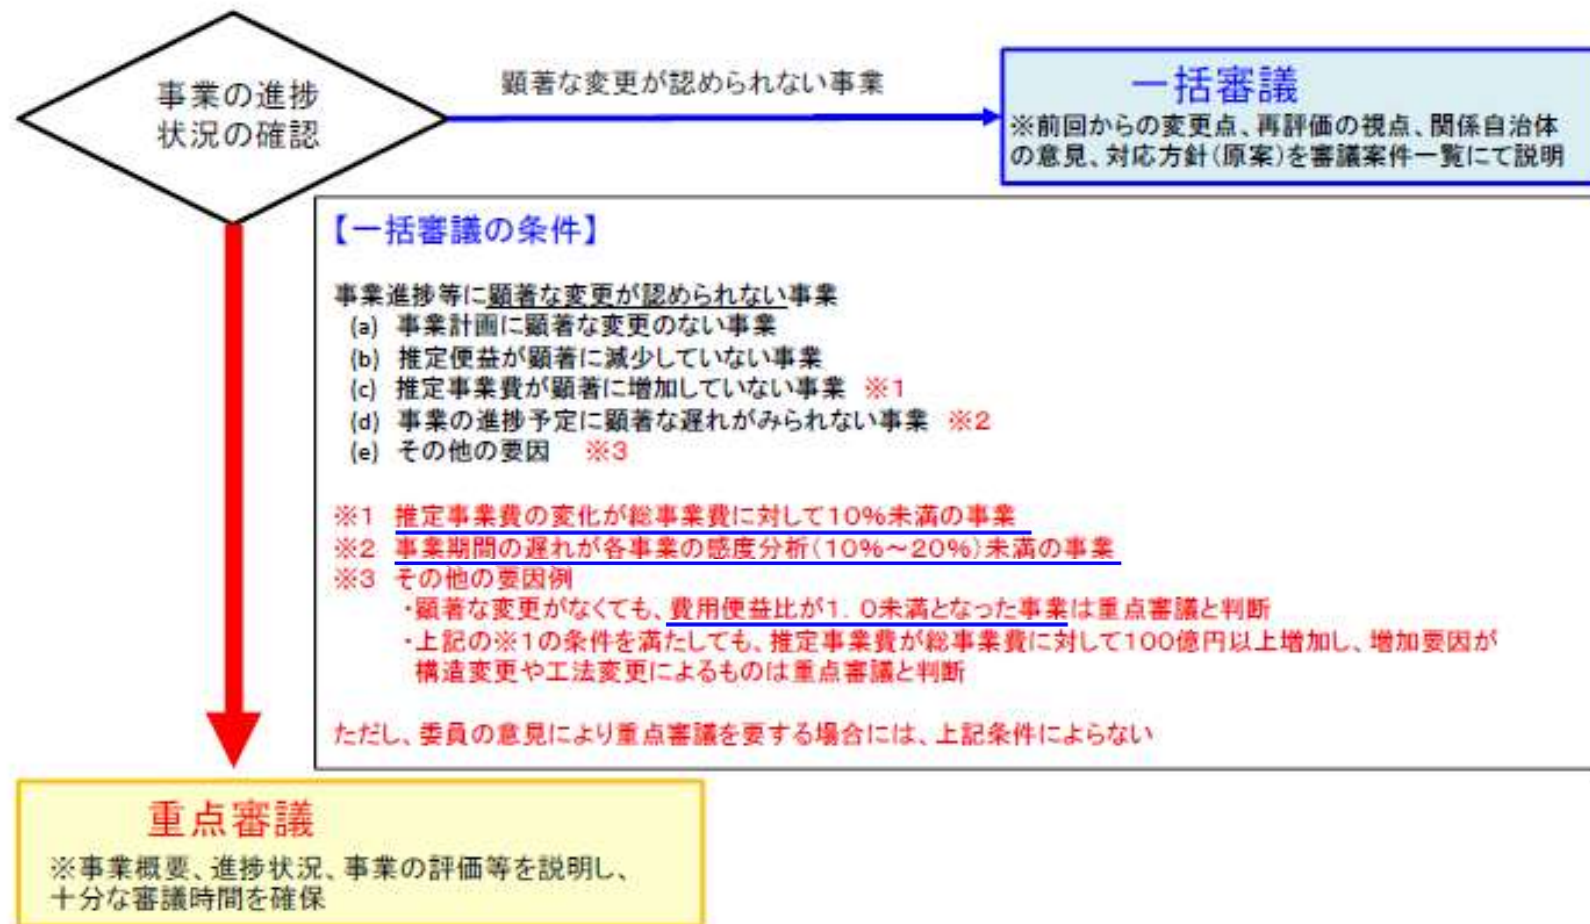 事業の進捗
状況の確認
顕著な変更が認められない事業
一括審議
※前回からの変更点、再評価の視点、関係自治体
の意見、対応方針(原案)を審議案件一覧にて説明
【一括審議の条件】
事業進捗等に顕著な変更が認められない事業
(a) 事業計画に顕著な変更のない事業
(b) 推定便益が顕著に減少していない事業
(c) 推定事業費が顕著に増加していない事業 ※1
(d) 事業の進捗予定に顕著な遅れがみられない事業 ※2
(e) その他の要因 ※3
※1 推定事業費の変化が総事業費に対して10%未満の事業
※2 事業期間の遅れが各事業の感度分析(10%～20%)未満の事業
※3 その他の要因例
・顕著な変更がなくても、費用便益比が1.0未満となった事業は重点審議と判断
・上記の※1の条件を満たしても、推定事業費が総事業費に対して100億円以上増加し、増加要因が
構造変更や工法変更によるものは重点審議と判断
ただし、委員の意見により重点審議を要する場合には、上記条件によらない
重点審議
※事業概要、進捗状況、事業の評価等を説明し、
十分な審議時間を確保